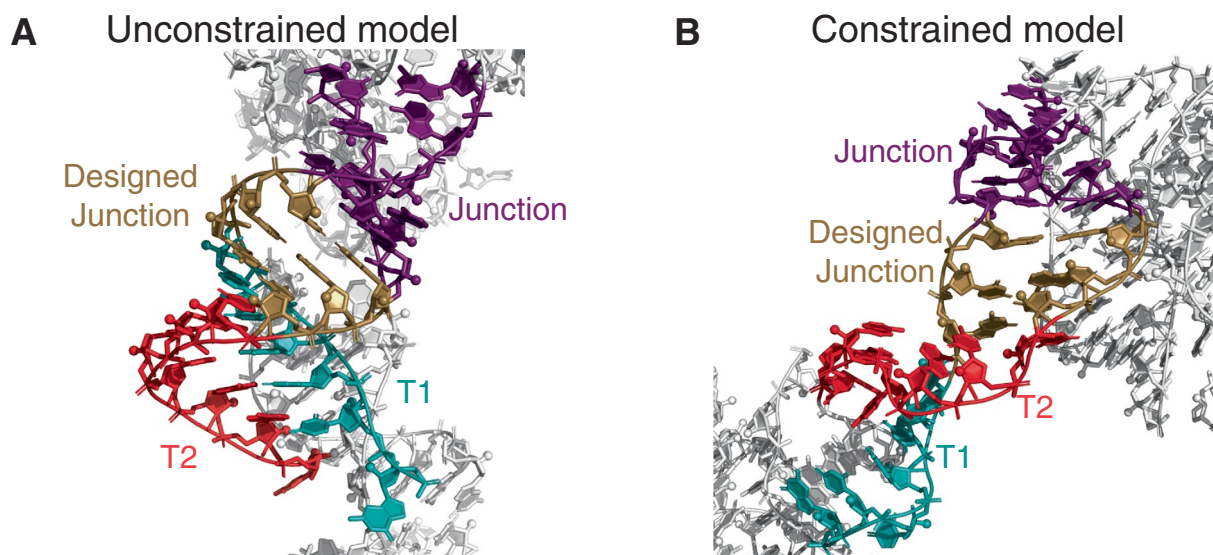 A
Unconstrained model
Designed
Junction
Junction
T1
T2
B
Constrained model
Junction
Designed
Junction
T2
T1